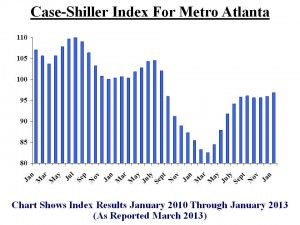 Case-Shiller Index For Metro Atlanta
110
105
100
95
90
85
80
Jan Mar May Jul Sep Nov Jan Mar May July Sept Nov Jan Mar May July Sept Nov Jan
Chart Shows Index Results January 2010 Through January 2013
(As Reported March 2013)